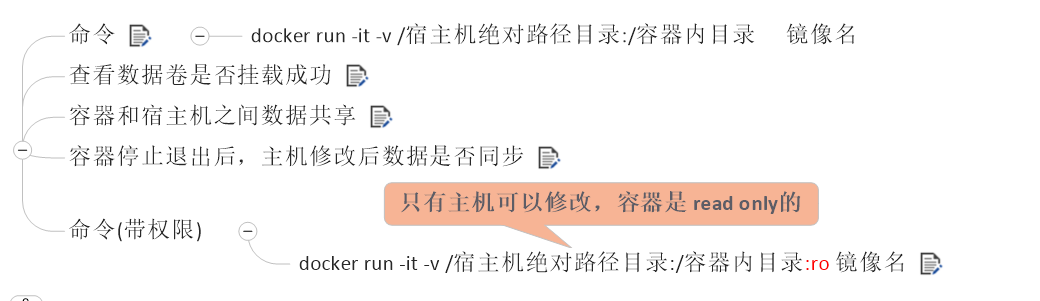 命令 docker run -it -v /宿主机绝对路径目录:/容器内目录 镜像名
查看数据卷是否挂载成功
容器和宿主机之间数据共享
容器停止退出后，主机修改后数据是否同步
只有主机可以修改，容器是 read only的
命令(带权限)
docker run -it -v /宿主机绝对路径目录:/容器内目录:ro 镜像名